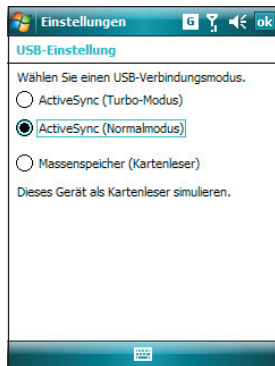 Einstellungen G ok
USB-Einstellung
Wählen Sie einen USB-Verbindungsmodus.
ActiveSync (Turbo-Modus)
ActiveSync (Normalmodus)
Massenspeicher (Kartenleser)
Dieses Gerät als Kartenleser simulieren.